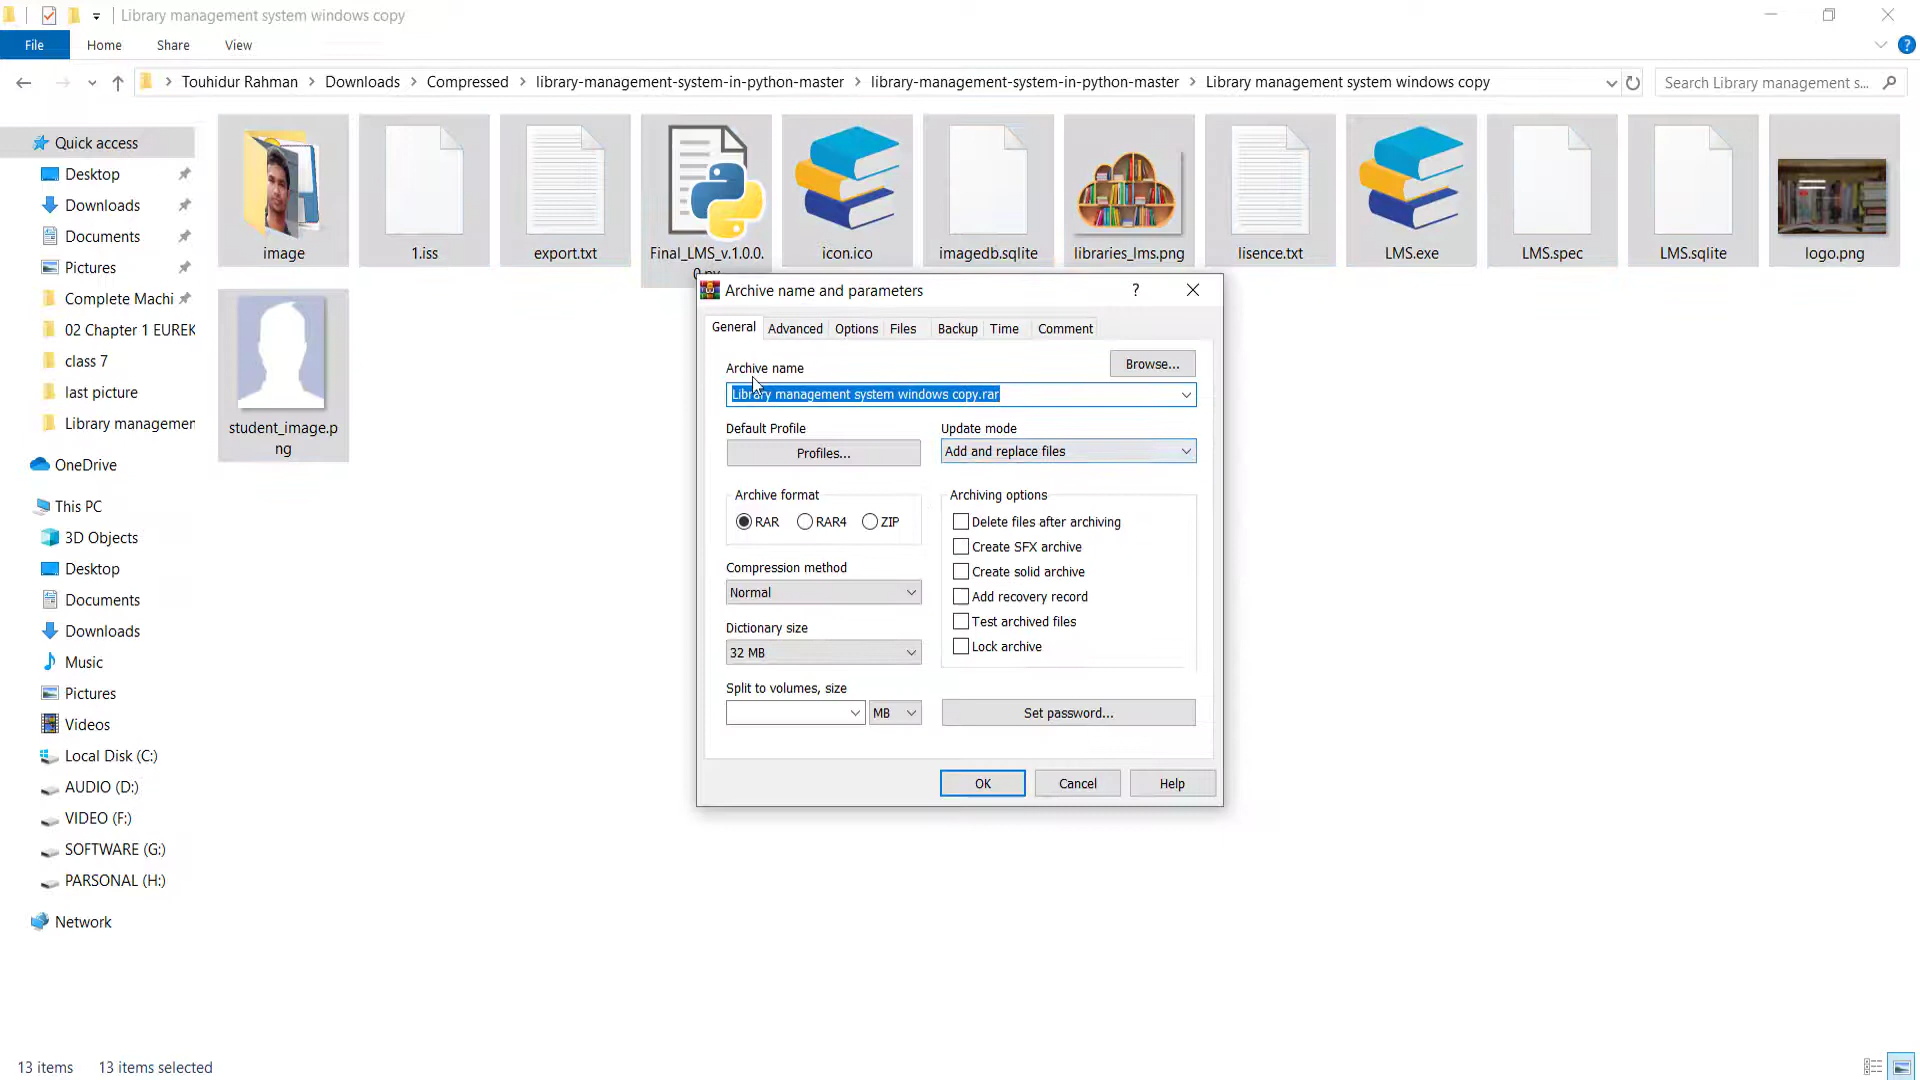 Library management system windows copy
File
Home
Share
View
Touhidur Rahman
Downloads
Compressed
library-management-system-in-python-master
library-management-system-in-python-master
Library management system windows copy
Search Library management s...
Quick access
Desktop
Downloads
Documents
Pictures
Complete Machi
02 Chapter 1 EUREK
class 7
last picture
Library managemen
OneDrive
This PC
3D Objects
Desktop
Documents
Downloads
Music
Pictures
Videos
Local Disk (C:)
AUDIO (D:)
VIDEO (F:)
SOFTWARE (G:)
PARSONAL (H:)
Network
image
1.iss
export.txt
Final_LMS_v.1.0.0.
0.py
icon.ico
imagedb.sqlite
libraries_lms.png
lisence.txt
LMS.exe
LMS.spec
LMS.sqlite
logo.png
student_image.p
ng
Archive name and parameters
?
General
Advanced
Options
Files
Backup
Time
Comment
Archive name
Browse...
Library management system windows copy.rar
Default Profile
Profiles...
Update mode
Add and replace files
Archive format
RAR
RAR4
ZIP
Compression method
Normal
Dictionary size
32 MB
Split to volumes, size
MB
Archiving options
Delete files after archiving
Create SFX archive
Create solid archive
Add recovery record
Test archived files
Lock archive
Set password...
OK
Cancel
Help
13 items
13 items selected